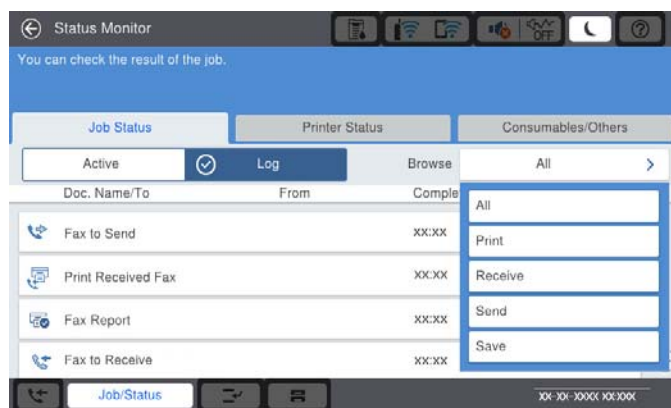 Status Monitor
OFF
You can check the result of the job.
Job Status Printer Status Consumables/Others
Active Log Browse All
Doc. Name/To From Comple
All
Fax to Send XX:XX
Print
Print Received Fax XX:XX
Receive
Fax Report XX:XX
Send
Fax to Receive XX:XX
Save
Job/Status XX-XX-XXXX XX:XXX